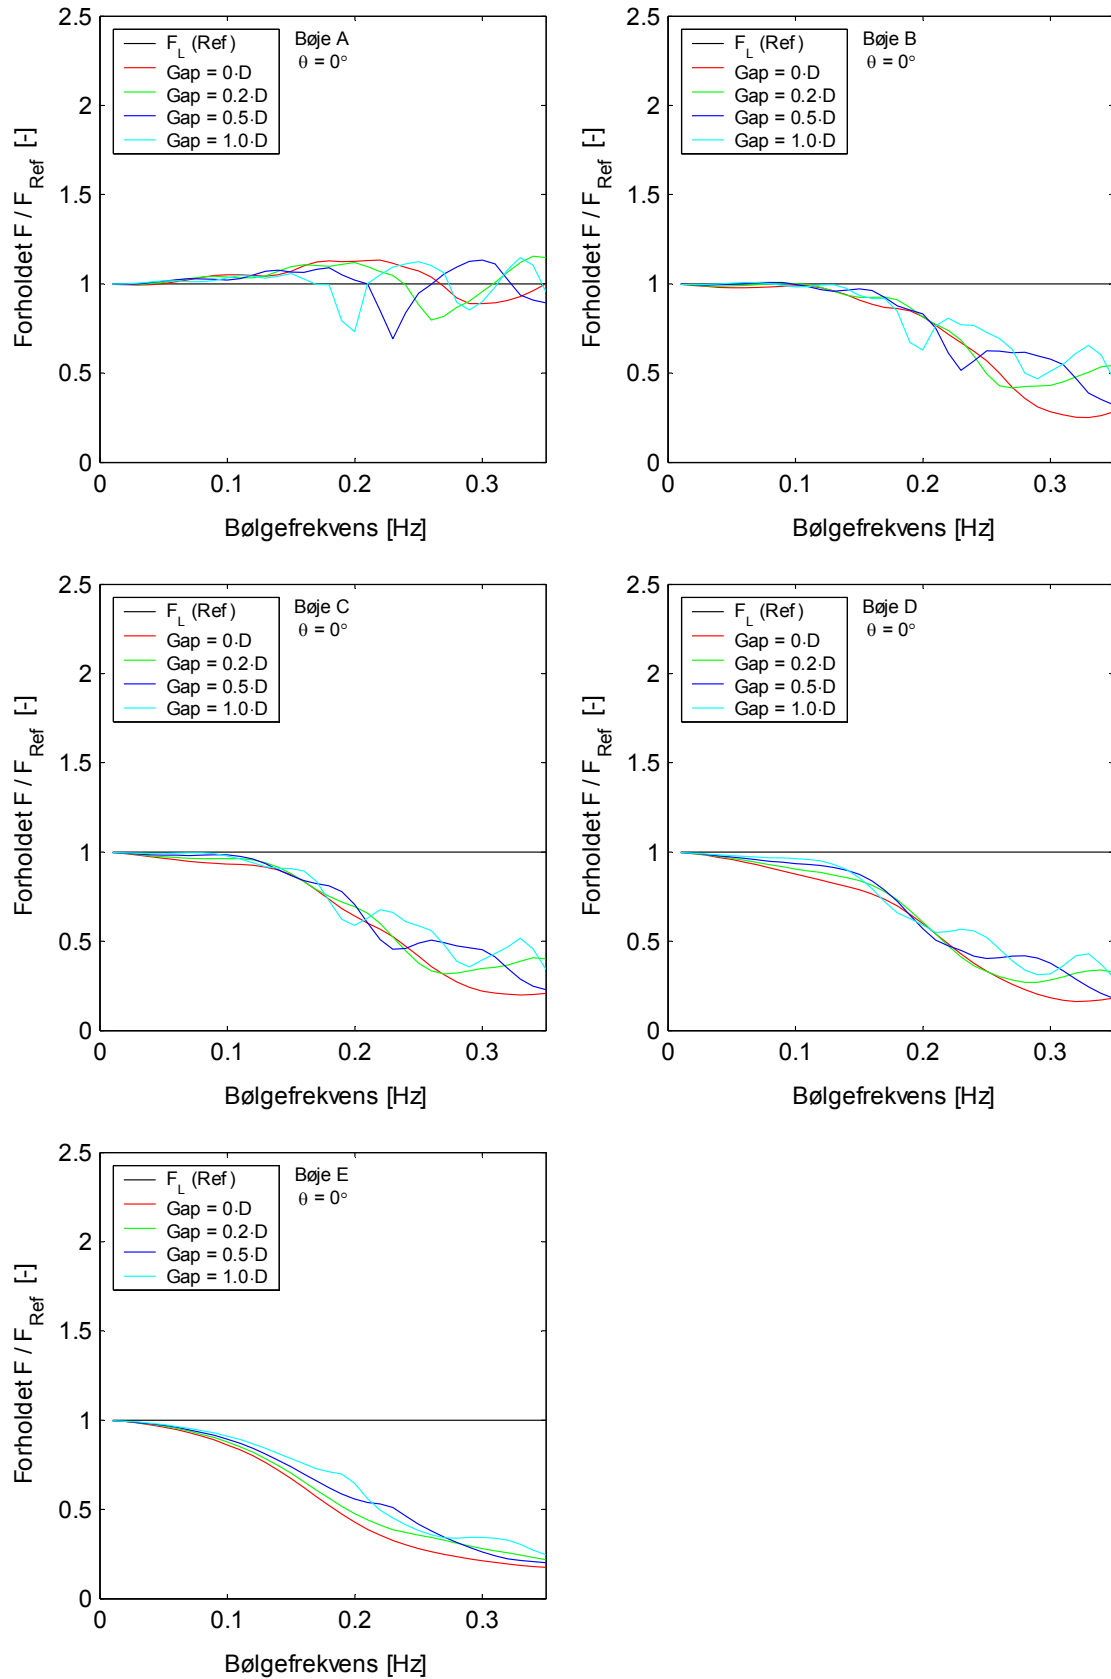 2.5
2
1.5
1
0.5
0
0
0.1
0.2
0.3
Forholdet F / F_Ref [-]
Bølgefrekvens [Hz]
F_L (Ref)
Gap = 0·D
Gap = 0.2·D
Gap = 0.5·D
Gap = 1.0·D
Bøje A
θ = 0°
2.5
2
1.5
1
0.5
0
0
0.1
0.2
0.3
Forholdet F / F_Ref [-]
Bølgefrekvens [Hz]
F_L (Ref)
Gap = 0·D
Gap = 0.2·D
Gap = 0.5·D
Gap = 1.0·D
Bøje B
θ = 0°
2.5
2
1.5
1
0.5
0
0
0.1
0.2
0.3
Forholdet F / F_Ref [-]
Bølgefrekvens [Hz]
F_L (Ref)
Gap = 0·D
Gap = 0.2·D
Gap = 0.5·D
Gap = 1.0·D
Bøje C
θ = 0°
2.5
2
1.5
1
0.5
0
0
0.1
0.2
0.3
Forholdet F / F_Ref [-]
Bølgefrekvens [Hz]
F_L (Ref)
Gap = 0·D
Gap = 0.2·D
Gap = 0.5·D
Gap = 1.0·D
Bøje D
θ = 0°
2.5
2
1.5
1
0.5
0
0
0.1
0.2
0.3
Forholdet F / F_Ref [-]
Bølgefrekvens [Hz]
F_L (Ref)
Gap = 0·D
Gap = 0.2·D
Gap = 0.5·D
Gap = 1.0·D
Bøje E
θ = 0°